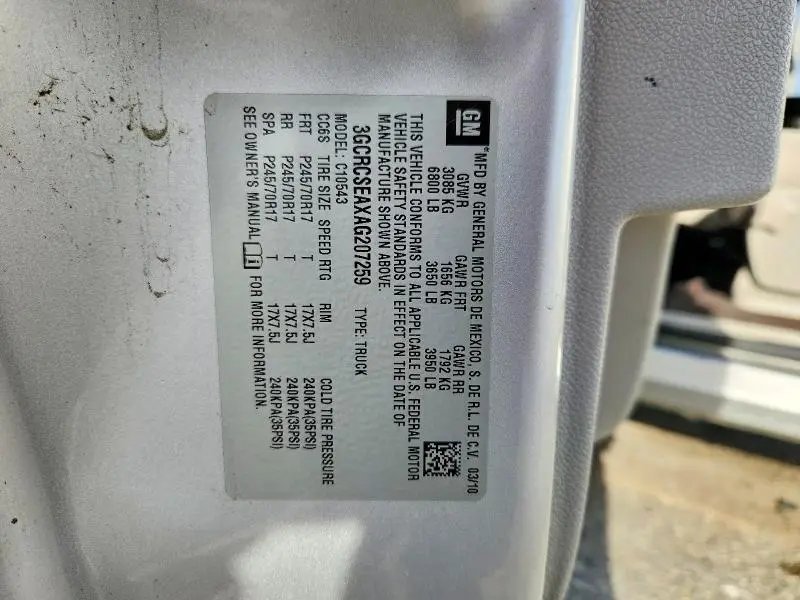 GM
®MFD BY GENERAL MOTORS DE MEXICO, S. DE R.L. DE C.V. 03/10
GVWR GAWR FRT GAWR RR
3085 KG 1656 KG 1792 KG
6800 LB 3650 LB 3950 LB
THIS VEHICLE CONFORMS TO ALL APPLICABLE U.S. FEDERAL MOTOR
VEHICLE SAFETY STANDARDS IN EFFECT ON THE DATE OF
MANUFACTURE SHOWN ABOVE.
3GCRCSEAXAG207259 TYPE: TRUCK
MODEL: C10543
CC6S TIRE SIZE SPEED RTG RIM COLD TIRE PRESSURE
FRT P245/70R17 T 17X7.5J 240KPA(35PSI)
RR P245/70R17 T 17X7.5J 240KPA(35PSI)
SPA P245/70R17 T 17X7.5J 240KPA(35PSI)
SEE OWNER'S MANUAL FOR MORE INFORMATION.